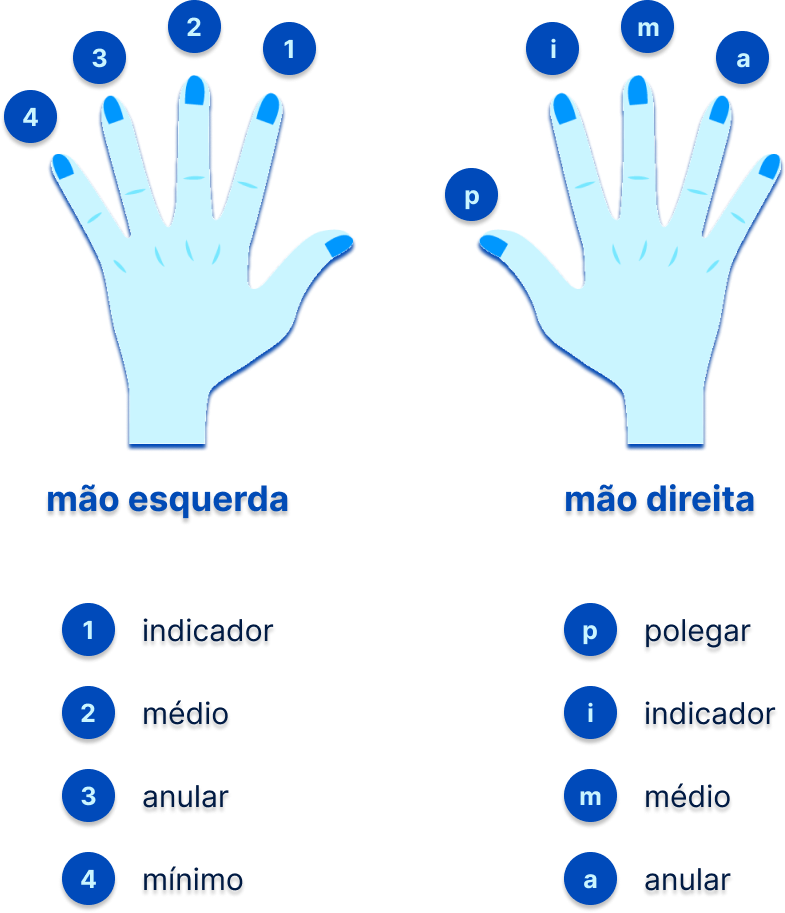 4
3
2
1
p
i
m
a
mão esquerda
1 indicador
2 médio
3 anular
4 mínimo
mão direita
p polegar
i indicador
m médio
a anular